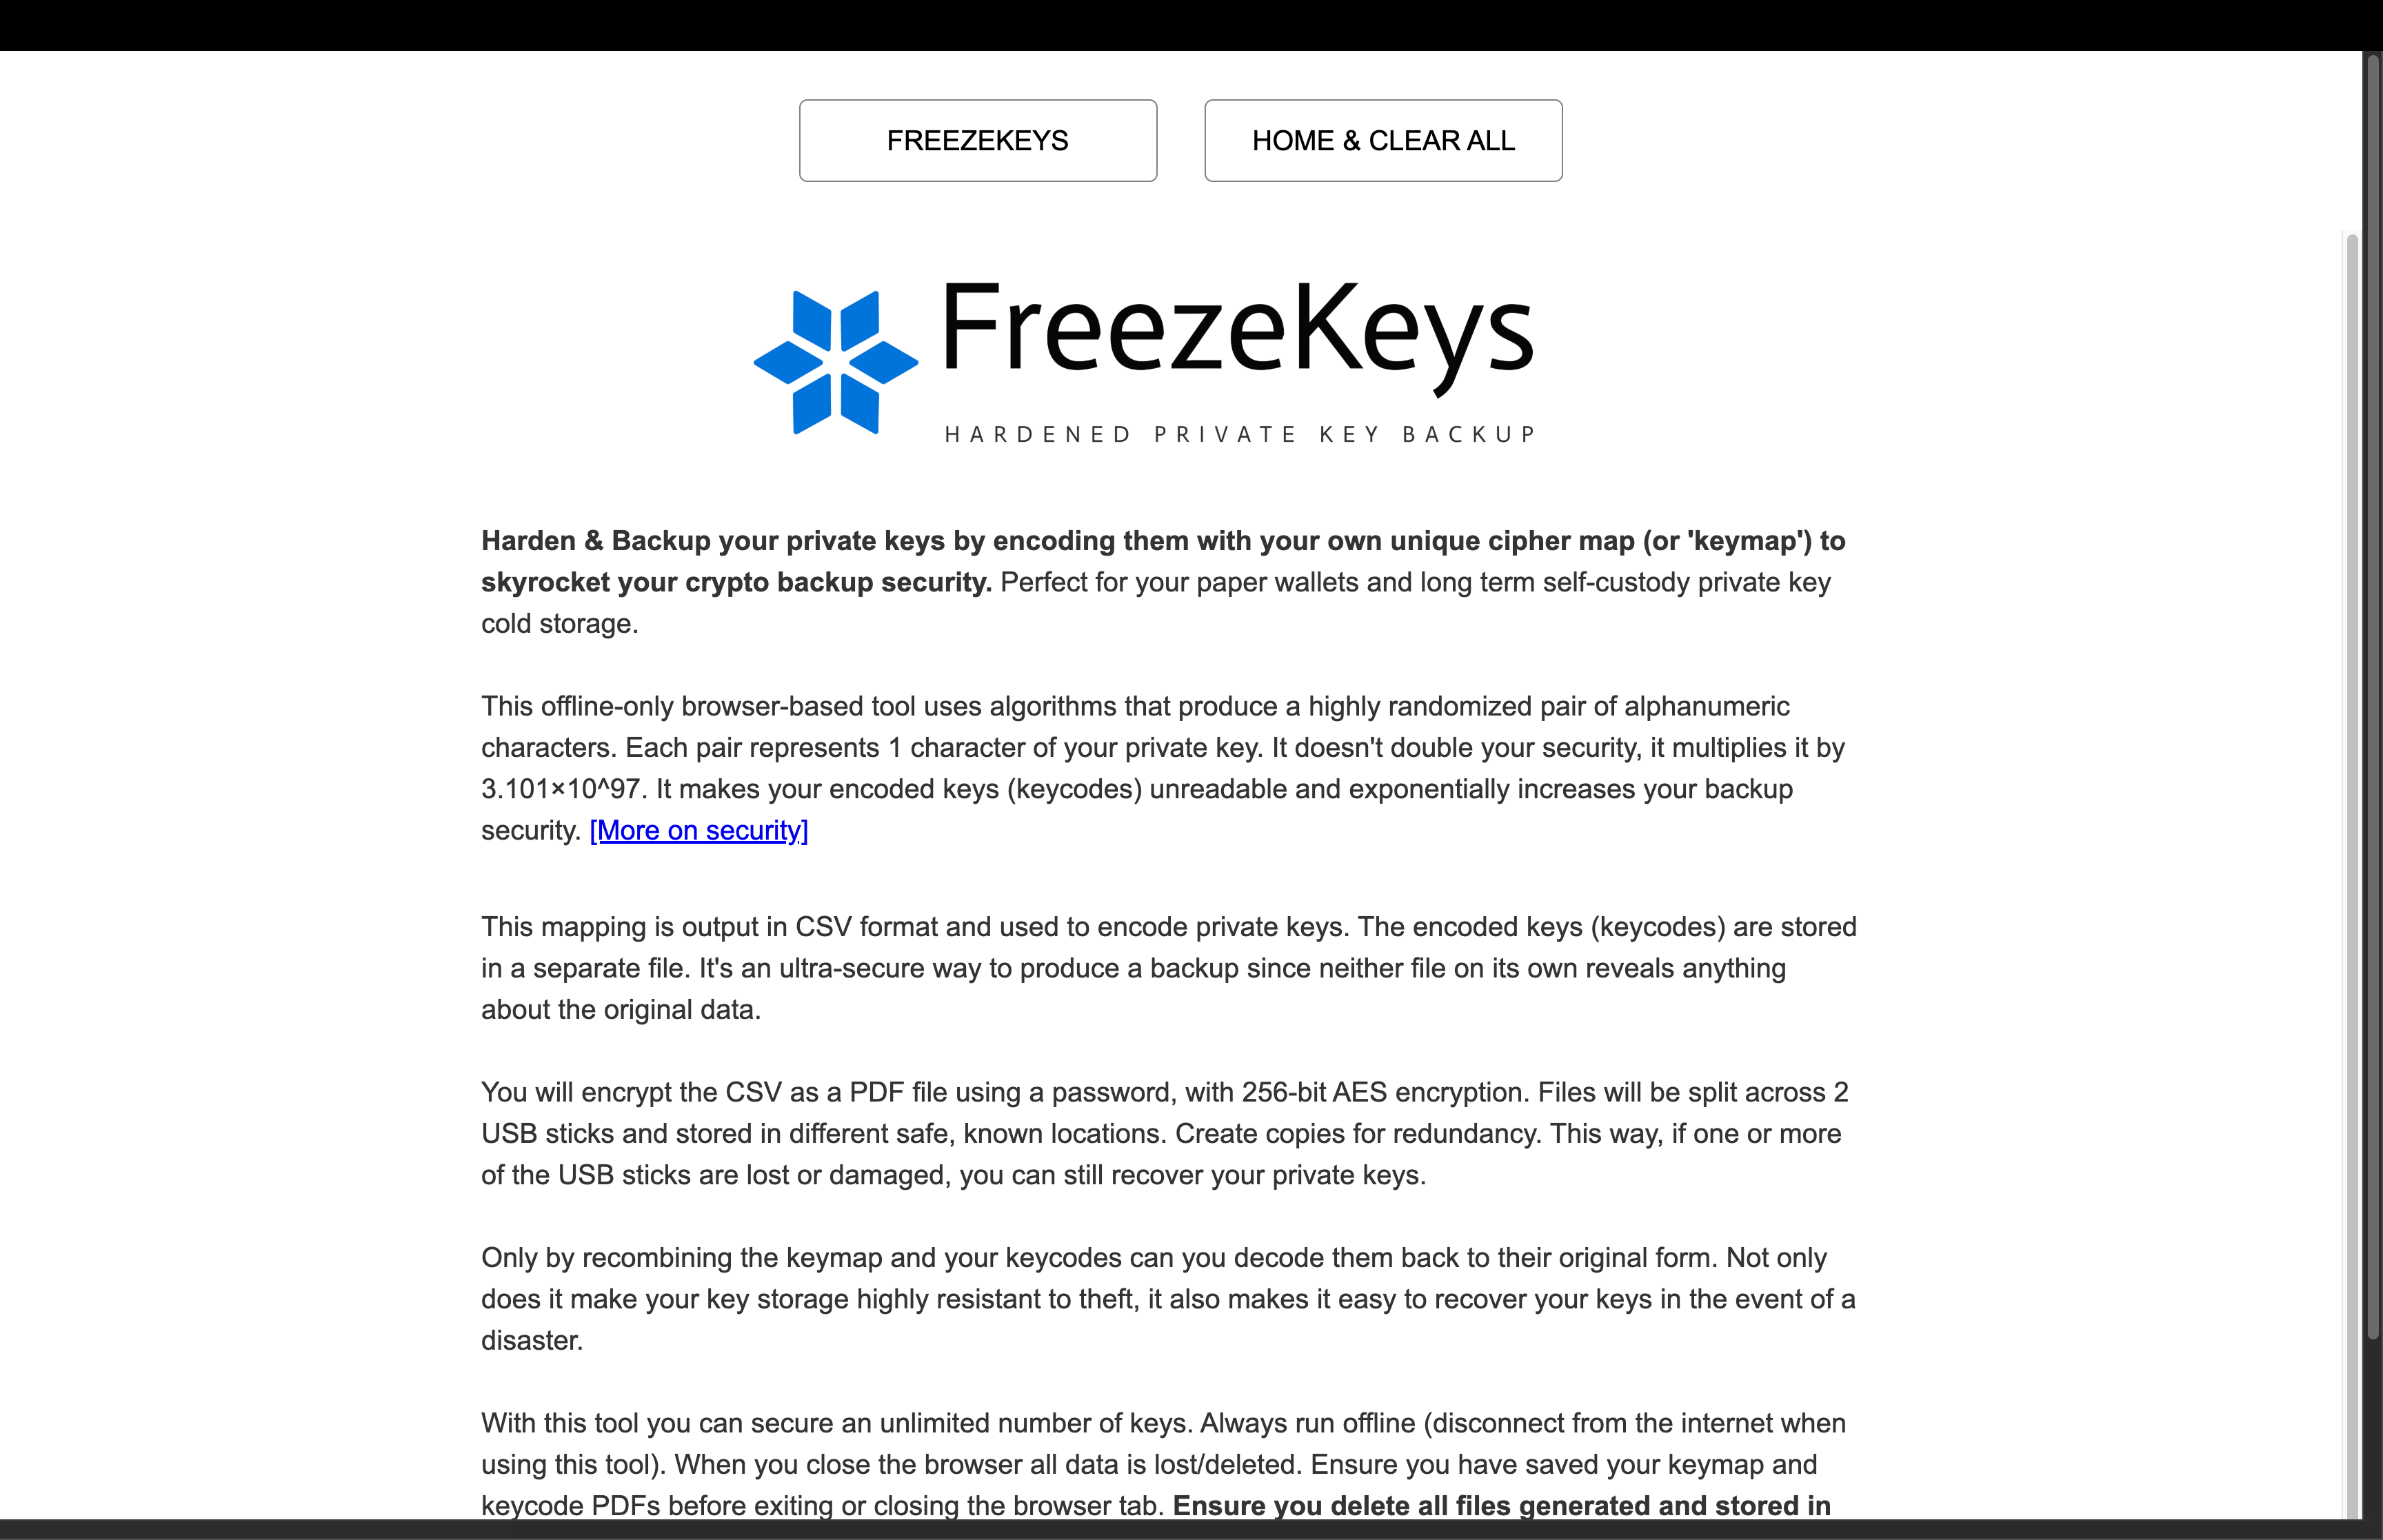 FREEZEKEYS
HOME & CLEAR ALL
FreezeKeys
HARDENED PRIVATE KEY BACKUP
Harden & Backup your private keys by encoding them with your own unique cipher map (or 'keymap') to
skyrocket your crypto backup security. Perfect for your paper wallets and long term self-custody private key
cold storage.
This offline-only browser-based tool uses algorithms that produce a highly randomized pair of alphanumeric
characters. Each pair represents 1 character of your private key. It doesn't double your security, it multiplies it by
3.101×10^97. It makes your encoded keys (keycodes) unreadable and exponentially increases your backup
security. [More on security]
This mapping is output in CSV format and used to encode private keys. The encoded keys (keycodes) are stored
in a separate file. It's an ultra-secure way to produce a backup since neither file on its own reveals anything
about the original data.
You will encrypt the CSV as a PDF file using a password, with 256-bit AES encryption. Files will be split across 2
USB sticks and stored in different safe, known locations. Create copies for redundancy. This way, if one or more
of the USB sticks are lost or damaged, you can still recover your private keys.
Only by recombining the keymap and your keycodes can you decode them back to their original form. Not only
does it make your key storage highly resistant to theft, it also makes it easy to recover your keys in the event of a
disaster.
With this tool you can secure an unlimited number of keys. Always run offline (disconnect from the internet when
using this tool). When you close the browser all data is lost/deleted. Ensure you have saved your keymap and
keycode PDFs before exiting or closing the browser tab. Ensure you delete all files generated and stored in